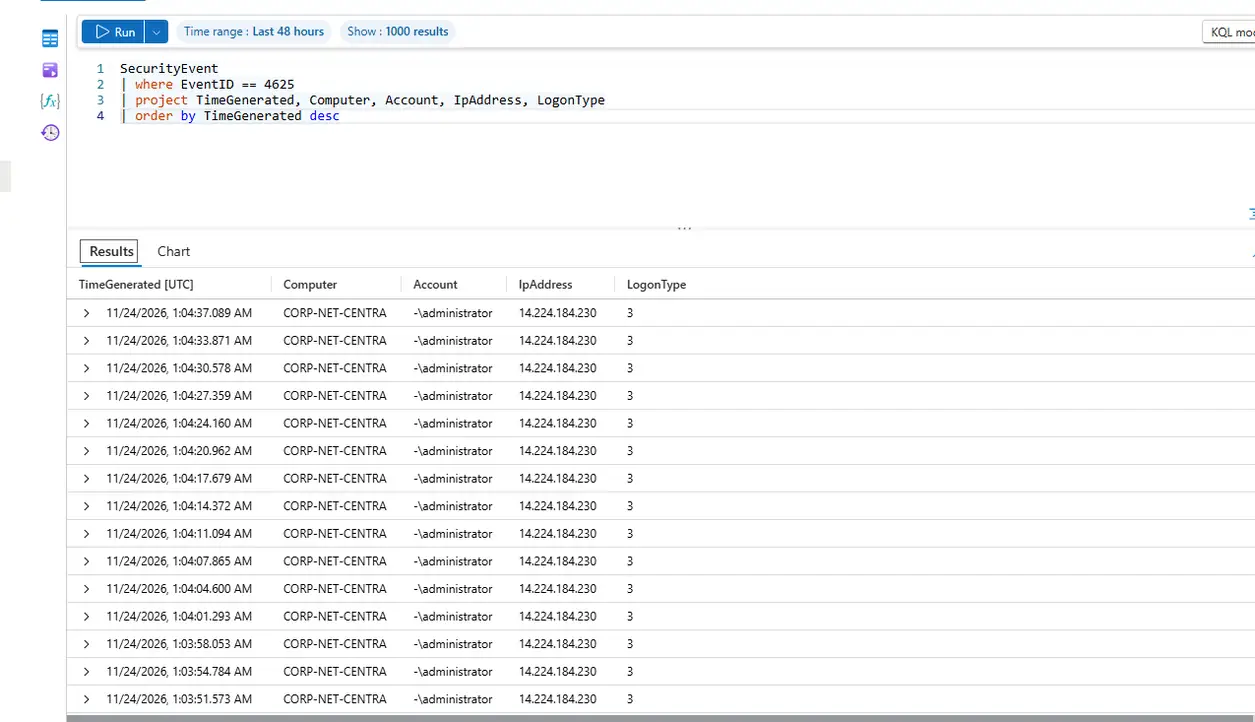 Run Time range : Last 48 hours Show : 1000 results
1 SecurityEvent
2 | where EventID == 4625
3 | project TimeGenerated, Computer, Account, IpAddress, LogonType
4 | order by TimeGenerated desc
Results Chart
TimeGenerated [UTC] Computer Account IpAddress LogonType
11/24/2026, 1:04:37.089 AM CORP-NET-CENTRA -\administrator 14.224.184.230 3
11/24/2026, 1:04:33.871 AM CORP-NET-CENTRA -\administrator 14.224.184.230 3
11/24/2026, 1:04:30.578 AM CORP-NET-CENTRA -\administrator 14.224.184.230 3
11/24/2026, 1:04:27.359 AM CORP-NET-CENTRA -\administrator 14.224.184.230 3
11/24/2026, 1:04:24.160 AM CORP-NET-CENTRA -\administrator 14.224.184.230 3
11/24/2026, 1:04:20.962 AM CORP-NET-CENTRA -\administrator 14.224.184.230 3
11/24/2026, 1:04:17.679 AM CORP-NET-CENTRA -\administrator 14.224.184.230 3
11/24/2026, 1:04:14.372 AM CORP-NET-CENTRA -\administrator 14.224.184.230 3
11/24/2026, 1:04:11.094 AM CORP-NET-CENTRA -\administrator 14.224.184.230 3
11/24/2026, 1:04:07.865 AM CORP-NET-CENTRA -\administrator 14.224.184.230 3
11/24/2026, 1:04:04.600 AM CORP-NET-CENTRA -\administrator 14.224.184.230 3
11/24/2026, 1:04:01.293 AM CORP-NET-CENTRA -\administrator 14.224.184.230 3
11/24/2026, 1:03:58.053 AM CORP-NET-CENTRA -\administrator 14.224.184.230 3
11/24/2026, 1:03:54.784 AM CORP-NET-CENTRA -\administrator 14.224.184.230 3
11/24/2026, 1:03:51.573 AM CORP-NET-CENTRA -\administrator 14.224.184.230 3